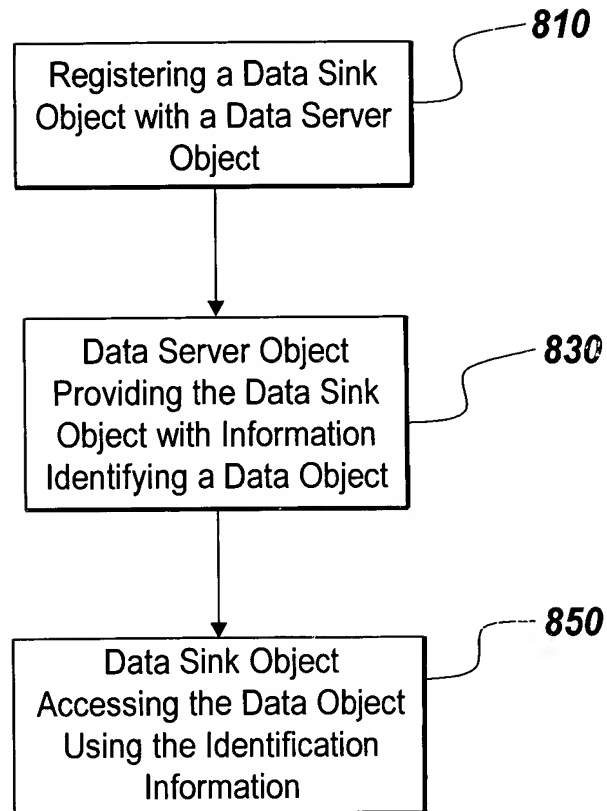 810
Registering a Data Sink
Object with a Data Server
Object
830
Data Server Object
Providing the Data Sink
Object with Information
Identifying a Data Object
850
Data Sink Object
Accessing the Data Object
Using the Identification
Information